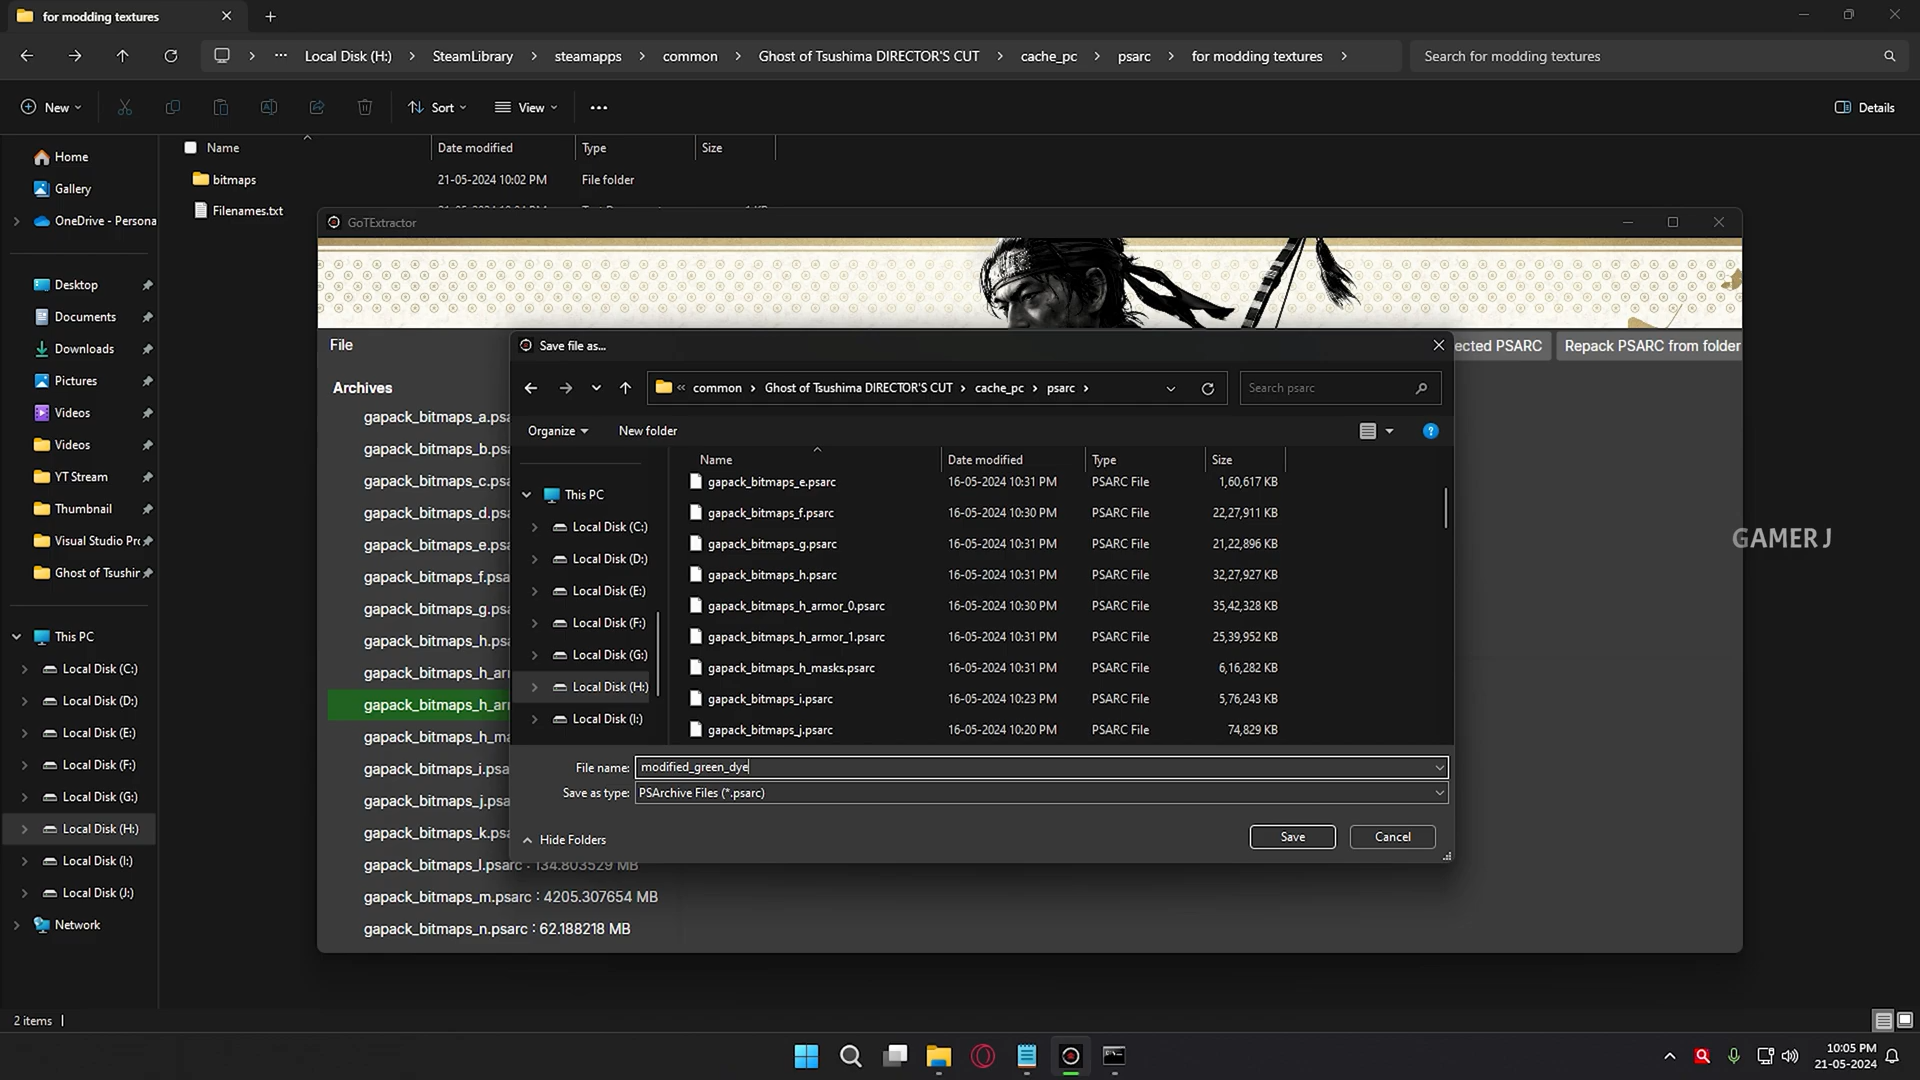 for modding textures
Local Disk (H:) > SteamLibrary > steamapps > common > Ghost of Tsushima DIRECTOR'S CUT > cache_pc > psarc > for modding textures >
Search for modding textures
New
Sort
View
Details
Name
Date modified
Type
Size
bitmaps
21-05-2024 10:02 PM
File folder
Filenames.txt
Home
Gallery
OneDrive - Persona
Desktop
Documents
Downloads
Pictures
Videos
Videos
YT Stream
Thumbnail
Visual Studio Pr
Ghost of Tsushir
This PC
Local Disk (C:)
Local Disk (D:)
Local Disk (E:)
Local Disk (F:)
Local Disk (G:)
Local Disk (H:)
Local Disk (I:)
Local Disk (J:)
Network
GoTExtractor
File
ected PSARC
Repack PSARC from folder
Archives
gapack_bitmaps_a.psa
gapack_bitmaps_b.psa
gapack_bitmaps_c.psa
gapack_bitmaps_d.psa
gapack_bitmaps_e.psa
gapack_bitmaps_f.psa
gapack_bitmaps_g.psa
gapack_bitmaps_h.psa
gapack_bitmaps_h_arm
gapack_bitmaps_h_arm
gapack_bitmaps_h_ma
gapack_bitmaps_i.psa
gapack_bitmaps_j.psa
gapack_bitmaps_k.psa
gapack_bitmaps_l.psarc : 134.803529 MB
gapack_bitmaps_m.psarc : 4205.307654 MB
gapack_bitmaps_n.psarc : 62.188218 MB
Save file as...
« common > Ghost of Tsushima DIRECTOR'S CUT > cache_pc > psarc >
Search psarc
Organize
New folder
This PC
Local Disk (C:)
Local Disk (D:)
Local Disk (E:)
Local Disk (F:)
Local Disk (G:)
Local Disk (H:)
Local Disk (I:)
Name
Date modified
Type
Size
gapack_bitmaps_e.psarc 16-05-2024 10:31 PM PSARC File 1,60,617 KB
gapack_bitmaps_f.psarc 16-05-2024 10:30 PM PSARC File 22,27,911 KB
gapack_bitmaps_g.psarc 16-05-2024 10:31 PM PSARC File 21,22,896 KB
gapack_bitmaps_h.psarc 16-05-2024 10:31 PM PSARC File 32,27,927 KB
gapack_bitmaps_h_armor_0.psarc 16-05-2024 10:30 PM PSARC File 35,42,328 KB
gapack_bitmaps_h_armor_1.psarc 16-05-2024 10:31 PM PSARC File 25,39,952 KB
gapack_bitmaps_h_masks.psarc 16-05-2024 10:31 PM PSARC File 6,16,282 KB
gapack_bitmaps_i.psarc 16-05-2024 10:23 PM PSARC File 5,76,243 KB
gapack_bitmaps_j.psarc 16-05-2024 10:20 PM PSARC File 74,829 KB
File name: modified_green_dye
Save as type: PSArchive Files (*.psarc)
Hide Folders
Save
Cancel
GAMER J
2 items
10:05 PM
21-05-2024